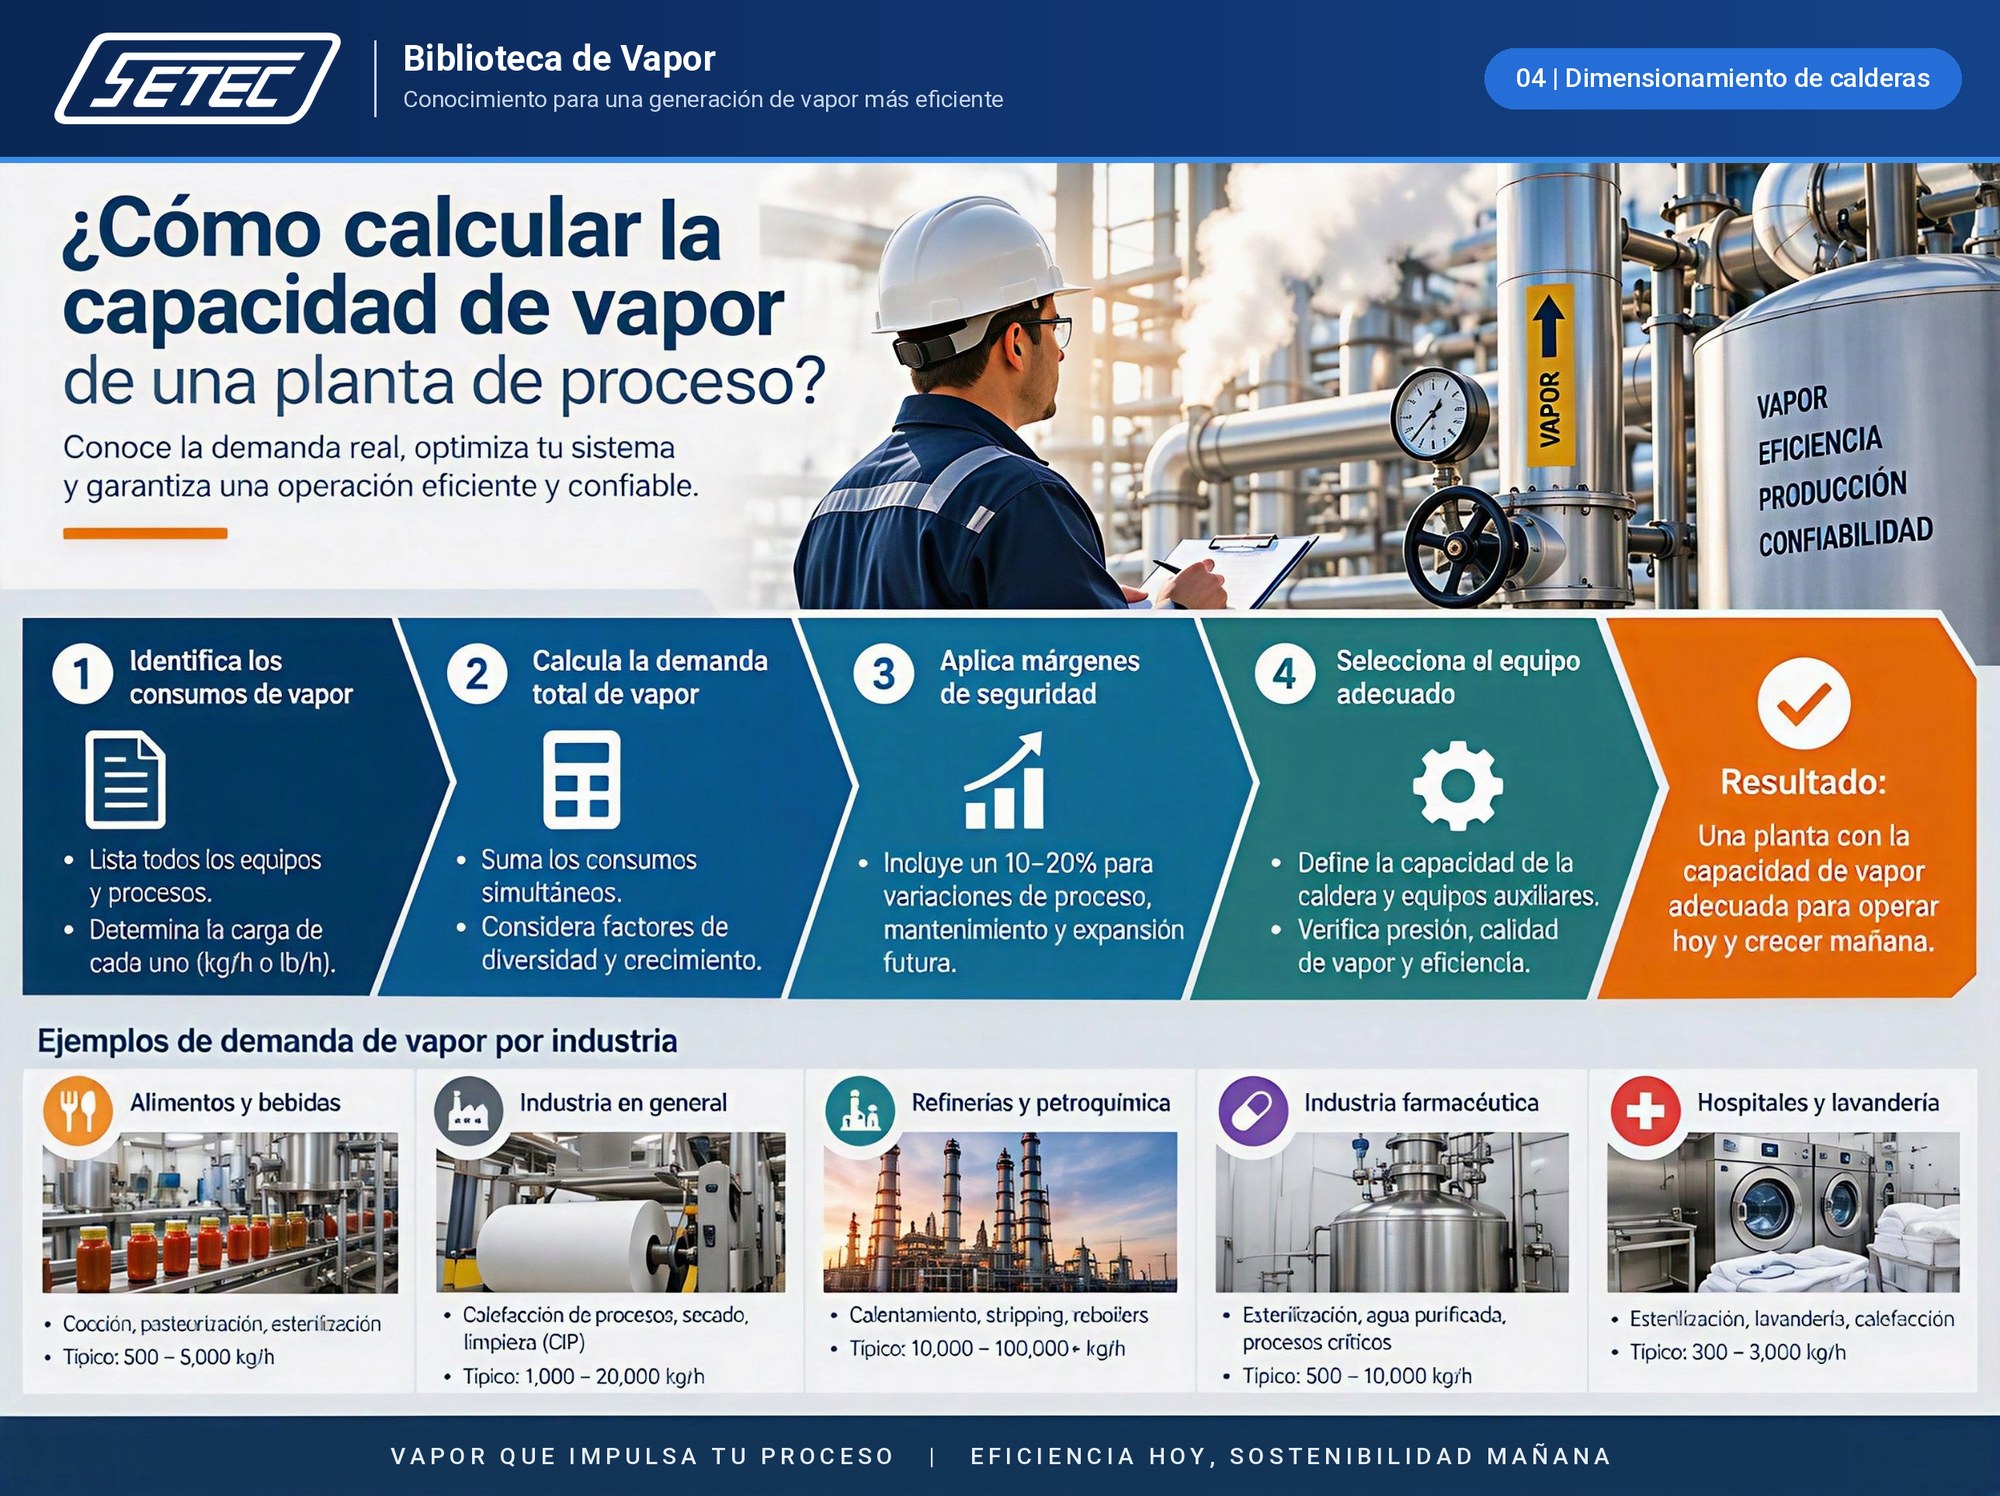 SETEC
Biblioteca de Vapor
Conocimiento para una generación de vapor más eficiente
04 | Dimensionamiento de calderas
¿Cómo calcular la
capacidad de vapor
de una planta de proceso?
Conoce la demanda real, optimiza tu sistema
y garantiza una operación eficiente y confiable.
VAPOR
VAPOR
EFICIENCIA
PRODUCCIÓN
CONFIABILIDAD
1 Identifica los
consumos de vapor
• Lista todos los equipos
y procesos.
• Determina la carga de
cada uno (kg/h o lb/h).
2 Calcula la demanda
total de vapor
• Suma los consumos
simultáneos.
• Considera factores de
diversidad y crecimiento.
3 Aplica márgenes
de seguridad
• Incluye un 10–20% para
variaciones de proceso,
mantenimiento y expansión
futura.
4 Selecciona el equipo
adecuado
• Define la capacidad de la
caldera y equipos auxiliares.
• Verifica presión, calidad
de vapor y eficiencia.
Resultado:
Una planta con la
capacidad de vapor
adecuada para operar
hoy y crecer mañana.
Ejemplos de demanda de vapor por industria
Alimentos y bebidas
• Cocción, pasteurización, esterilización
• Típico: 500 – 5,000 kg/h
Industria en general
• Calefacción de procesos, secado,
limpieza (CIP)
• Típico: 1,000 – 20,000 kg/h
Refinerías y petroquímica
• Calentamiento, stripping, reboilers
• Típico: 10,000 – 100,000+ kg/h
Industria farmacéutica
• Esterilización, agua purificada,
procesos críticos
• Típico: 500 – 10,000 kg/h
Hospitales y lavandería
• Esterilización, lavandería, calefacción
• Típico: 300 – 3,000 kg/h
VAPOR QUE IMPULSA TU PROCESO | EFICIENCIA HOY, SOSTENIBILIDAD MAÑANA